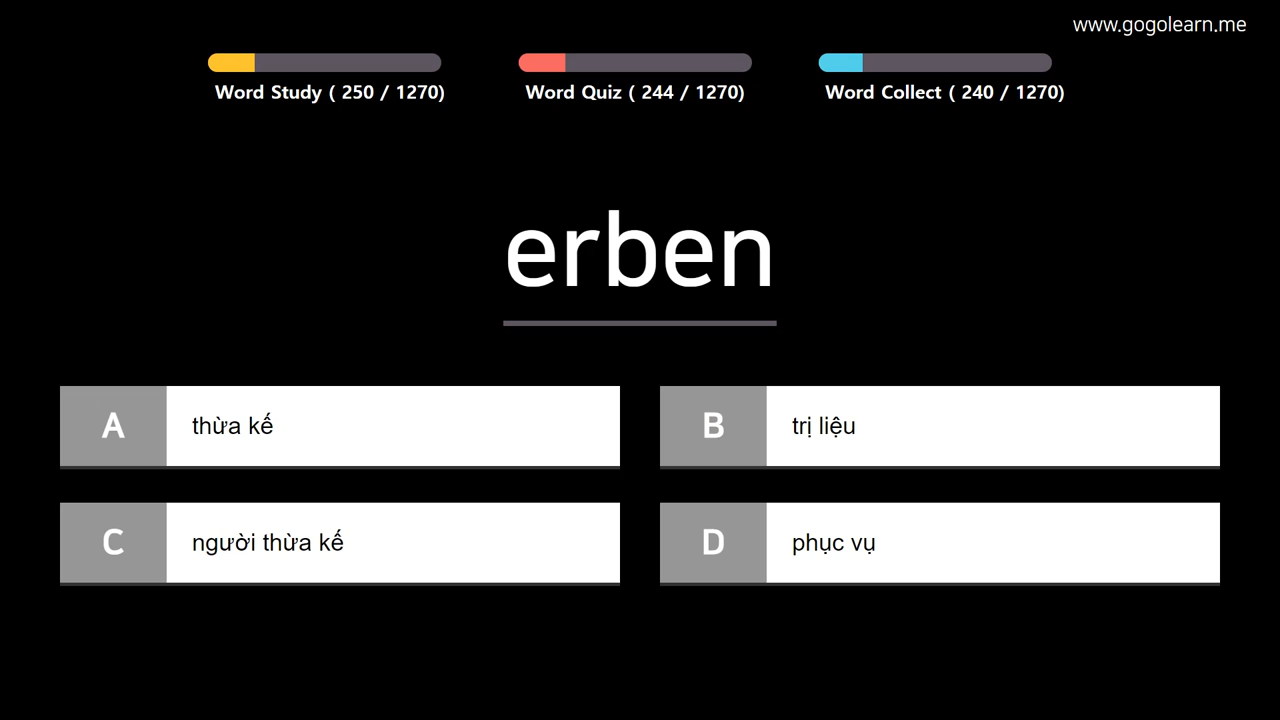 www.gogolearn.me
Word Study ( 250 / 1270)
Word Quiz ( 244 / 1270)
Word Collect ( 240 / 1270)
erben
A thừa kế
B trị liệu
C người thừa kế
D phục vụ